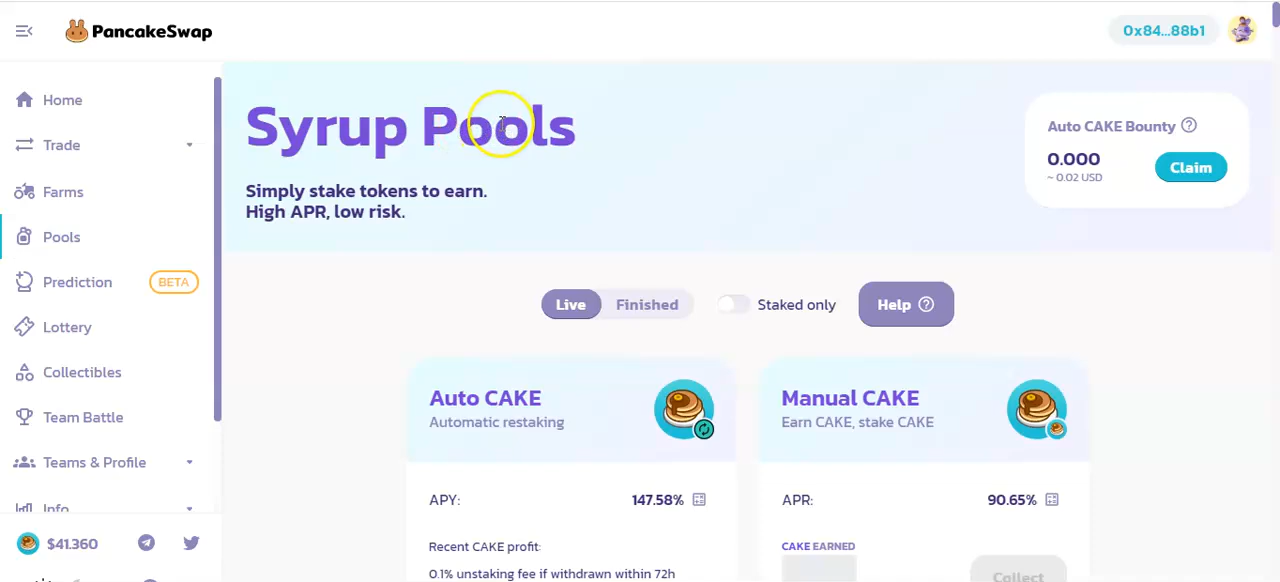 PancakeSwap
0x84...88b1
Home
Trade
Farms
Pools
Prediction
BETA
Lottery
Collectibles
Team Battle
Teams & Profile
Info
$41.360
Syrup Pools
Simply stake tokens to earn.
High APR, low risk.
Auto CAKE Bounty
0.000
~ 0.02 USD
Claim
Live
Finished
Staked only
Help
Auto CAKE
Automatic restaking
APY:
147.58%
Recent CAKE profit:
0.1% unstaking fee if withdrawn within 72h
Manual CAKE
Earn CAKE, stake CAKE
APR:
90.65%
CAKE EARNED
Collect